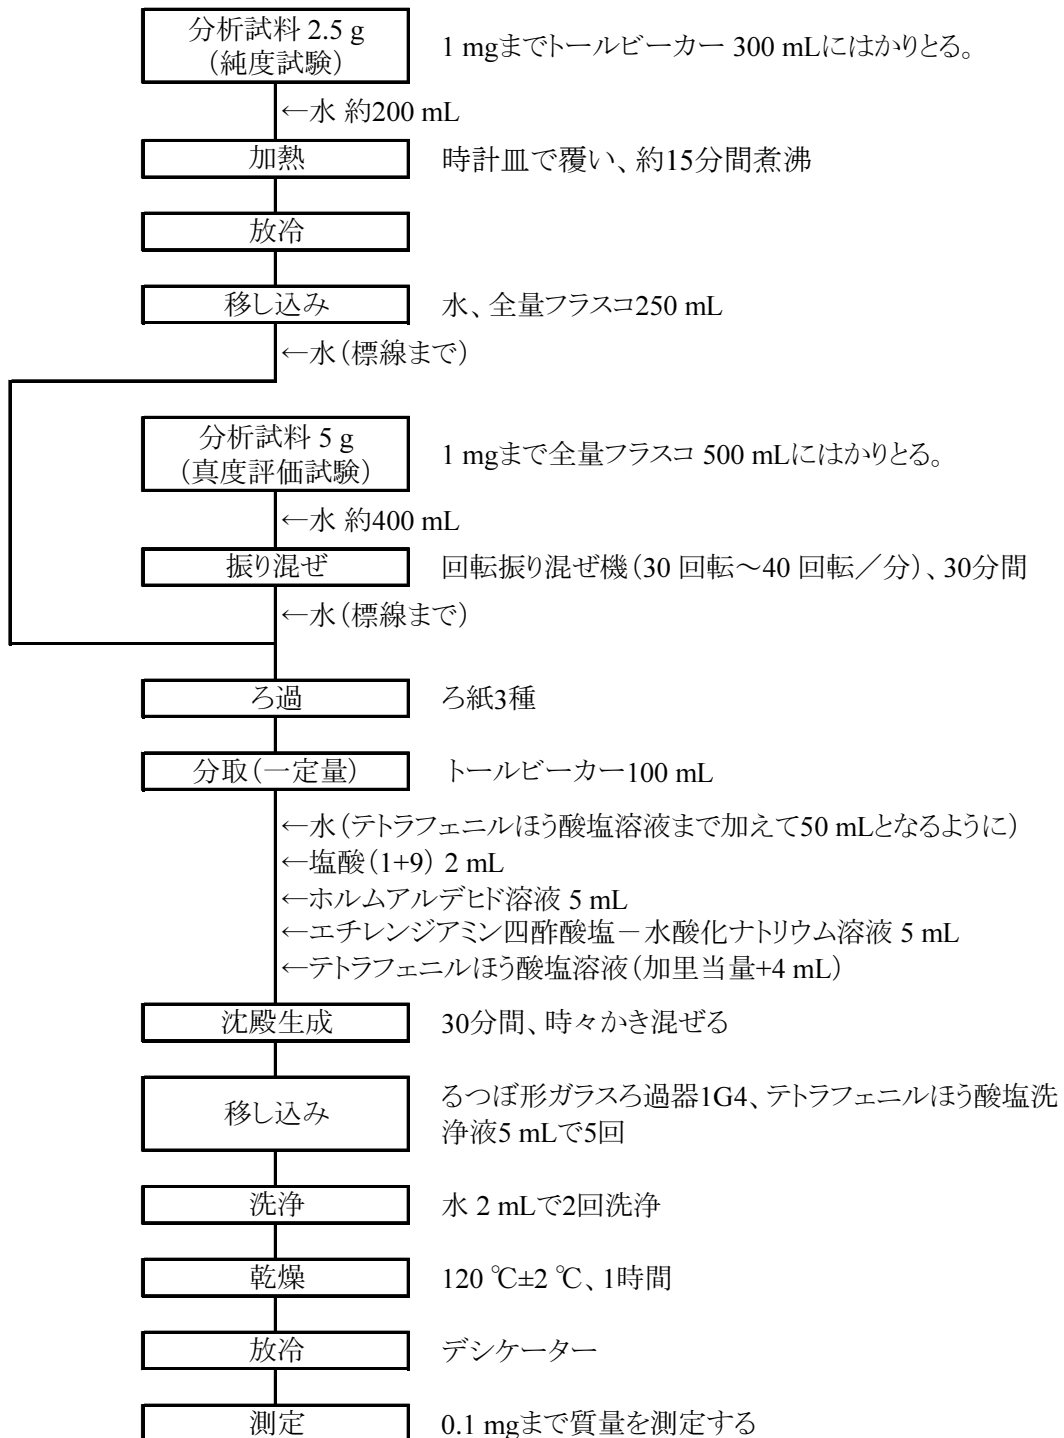 分析試料 2.5 g
（純度試験）
1 mgまでトールビーカー 300 mLにはかりとる。
←水 約200 mL
加熱
時計皿で覆い、約15分間煮沸
放冷
移し込み
水、全量フラスコ250 mL
←水（標線まで）
分析試料 5 g
（真度評価試験）
1 mgまで全量フラスコ 500 mLにはかりとる。
←水 約400 mL
振り混ぜ
回転振り混ぜ機（30 回転～40 回転／分）、30分間
←水（標線まで）
ろ過
ろ紙3種
分取（一定量）
トールビーカー100 mL
←水（テトラフェニルほう酸塩溶液まで加えて50 mLとなるように）
←塩酸（1+9） 2 mL
←ホルムアルデヒド溶液 5 mL
←エチレンジアミン四酢酸塩－水酸化ナトリウム溶液 5 mL
←テトラフェニルほう酸塩溶液（加里当量+4 mL）
沈殿生成
30分間、時々かき混ぜる
移し込み
るつぼ形ガラスろ過器1G4、テトラフェニルほう酸塩洗
浄液5 mLで5回
洗浄
水 2 mLで2回洗浄
乾燥
120 ℃±2 ℃、1時間
放冷
デシケーター
測定
0.1 mgまで質量を測定する